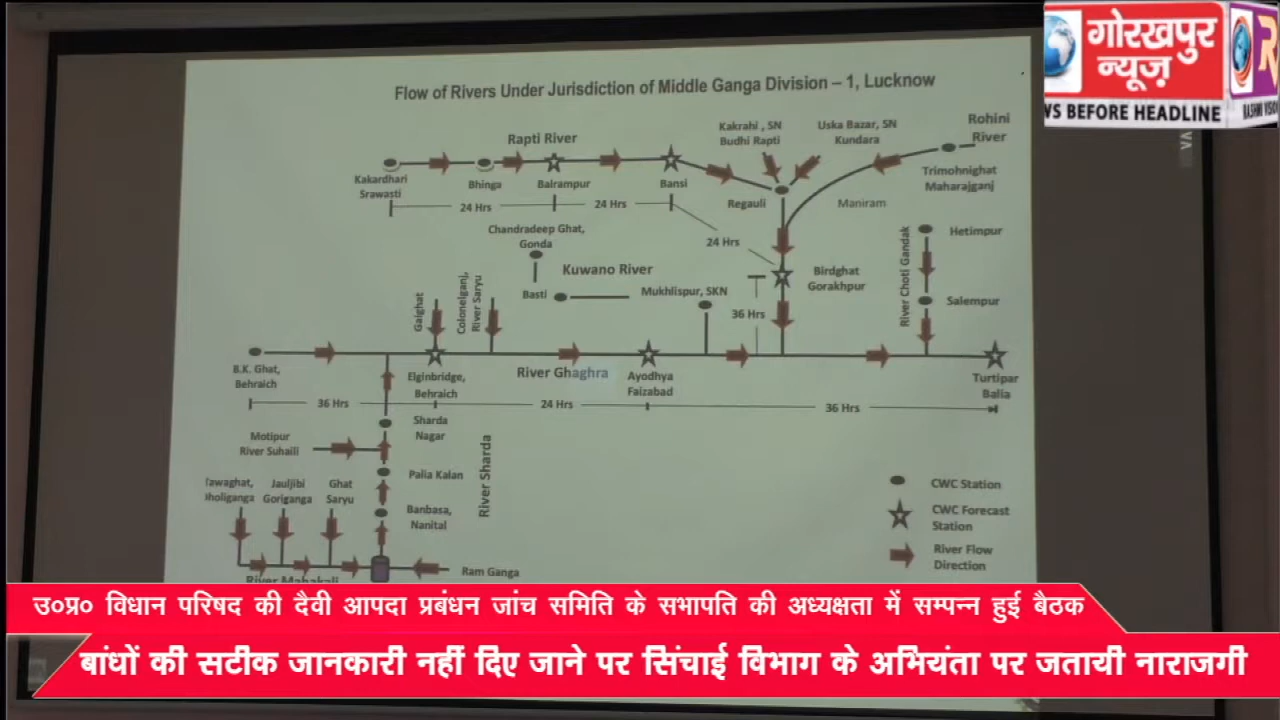 गोरखपुर
न्यूज़
WS BEFORE HEADLINE
Flow of Rivers Under Jurisdiction of Middle Ganga Division – 1, Lucknow
Rapti River
Kakrahi , SN
Budhi Rapti
Uska Bazar, SN
Kundara
Rohini
River
Kakardhari
Srawasti
Bhinga
Balrampur
Bansi
Regauli
Maniram
Trimohnighat
Maharajganj
24 Hrs
24 Hrs
24 Hrs
Chandradeep Ghat,
Gonda
Kuwano River
Basti
Mukhlispur, SKN
Birdghat
Gorakhpur
36 Hrs
River Choti Gandak
Hetimpur
Salempur
Gaighat
Colonelganj,
River Saryu
B.K. Ghat,
Behraich
Elginbridge,
Behraich
River Ghaghra
Ayodhya
Faizabad
Turtipar
Balia
36 Hrs
24 Hrs
36 Hrs
Sharda
Nagar
Motipur
River Suhaili
Palia Kalan
River Sharda
Jauljibi
Goriganga
Ghat
Saryu
Banbasa,
Nanital
River Mahakali
Ram Ganga
CWC Station
CWC Forecast
Station
River Flow
Direction
उ०प्र० विधान परिषद की दैवी आपदा प्रबंधन जांच समिति के सभापति की अध्यक्षता में सम्पन्न हुई बैठक
बांधों की सटीक जानकारी नहीं दिए जाने पर सिंचाई विभाग के अभियंता पर जतायी नाराजगी